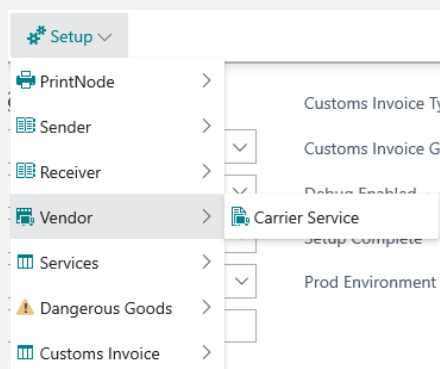 Setup
PrintNode
Customs Invoice Ty
Sender
Customs Invoice G
Receiver
Debug Enabled
Vendor
Carrier Service
Setup Complete
Services
Prod Environment
Dangerous Goods
Customs Invoice